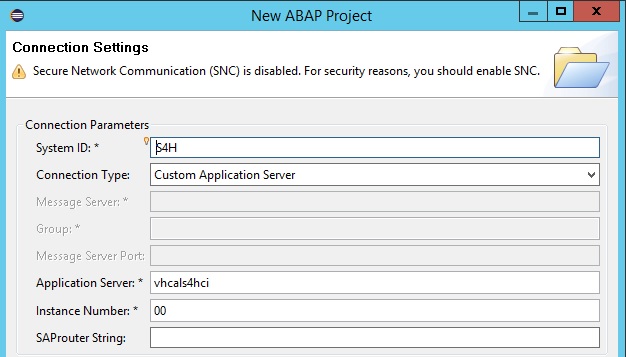 New ABAP Project
Connection Settings
Secure Network Communication (SNC) is disabled. For security reasons, you should enable SNC.
Connection Parameters
System ID: * S4H
Connection Type: Custom Application Server
Message Server: *
Group: *
Message Server Port:
Application Server: * vhcals4hci
Instance Number: * 00
SAProuter String: